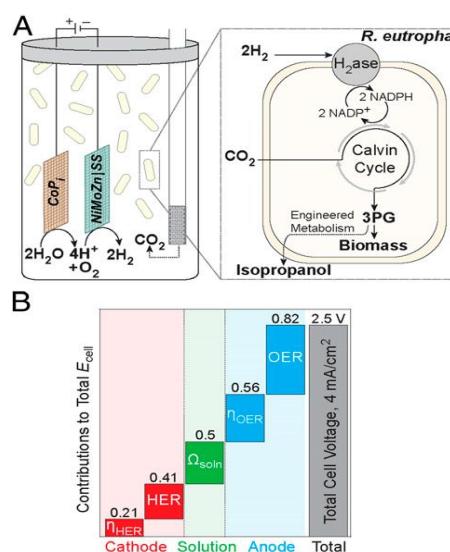 A
+ −
R. eutropha
2H₂
H₂ase
2 NADPH
2 NADP⁺
CO₂
Calvin
Cycle
Engineered
Metabolism
3PG
Biomass
Isopropanol
CoPᵢ
NiMoZn|SS
2H₂O 4H⁺ 2H₂
+O₂
CO₂
B
Contributions to Total Ecell
0.21
ηHER
0.41
HER
0.5
Ωsoln
0.56
ηOER
0.82
OER
2.5 V
Total Cell Voltage, 4 mA/cm²
Cathode Solution Anode Total